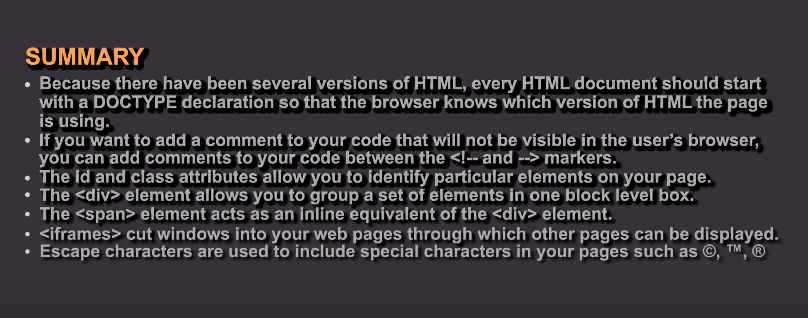 SUMMARY
• Because there have been several versions of HTML, every HTML document should start
with a DOCTYPE declaration so that the browser knows which version of HTML the page
is using.
• If you want to add a comment to your code that will not be visible in the user's browser,
you can add comments to your code between the <!-- and --> markers.
• The id and class attributes allow you to identify particular elements on your page.
• The <div> element allows you to group a set of elements in one block level box.
• The <span> element acts as an inline equivalent of the <div> element.
• <iframes> cut windows into your web pages through which other pages can be displayed.
• Escape characters are used to include special characters in your pages such as ©, ™, ®